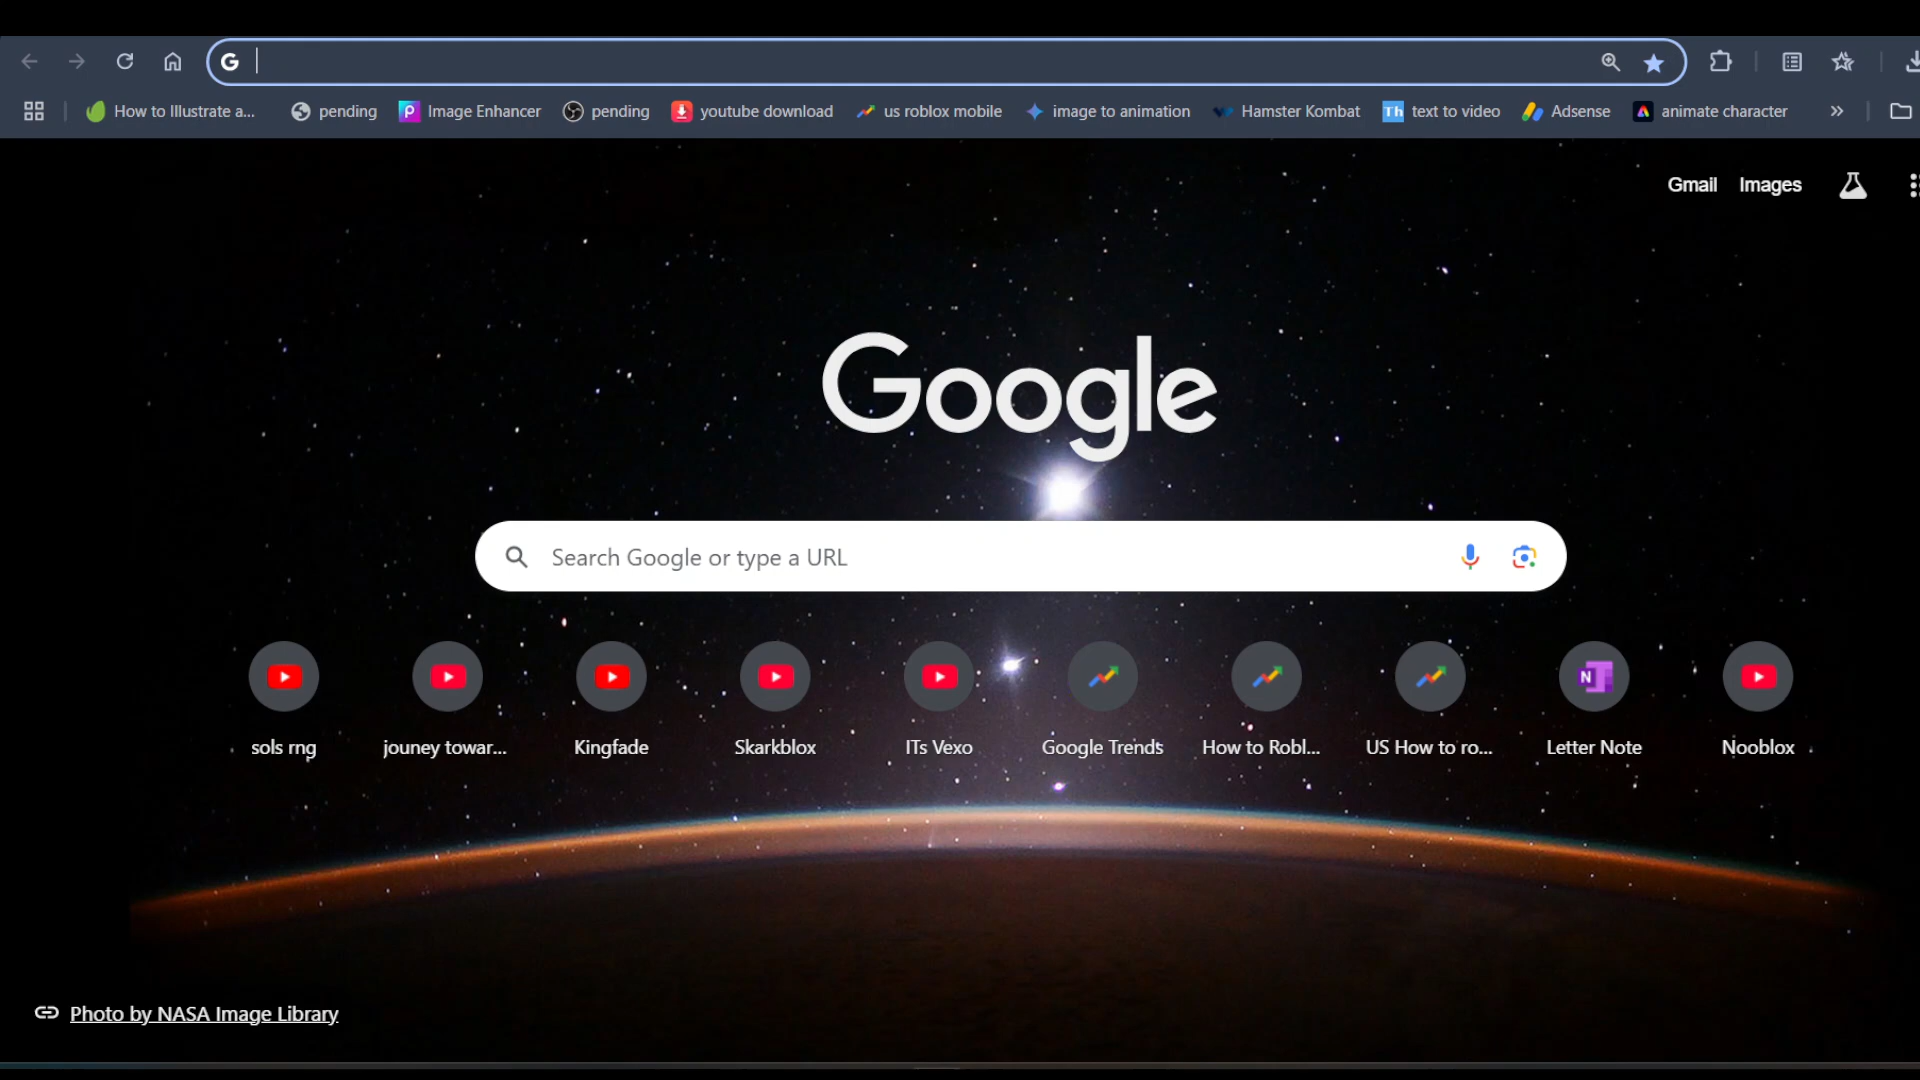 How to Illustrate a...
pending
Image Enhancer
pending
youtube download
us roblox mobile
image to animation
Hamster Kombat
Th text to video
Adsense
animate character
Gmail
Images
Google
Search Google or type a URL
sols rng
jouney towar...
Kingfade
Skarkblox
ITs Vexo
Google Trends
How to Robl...
US How to ro...
Letter Note
Nooblox
Photo by NASA Image Library